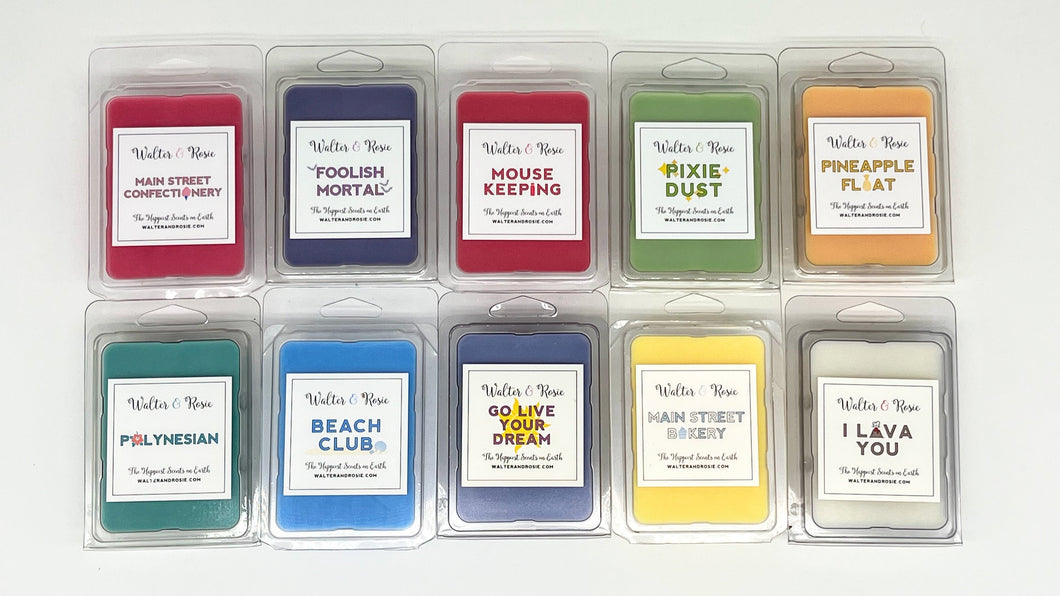 Walter & Rosie
MAIN STREET
CONFECTIONERY
The Happiest Scents on Earth
WALTERANDROSIE.COM
FOOLISH
MORTAL
Walter & Rosie
MOUSE
KEEPING
The Happiest Scents on Earth
WALTERANDROSIE.COM
Walter & Rosie
PIXIE
DUST
The Happiest Scents on Earth
WALTERANDROSIE.COM
Walter & Rosie
PINEAPPLE
FLOAT
The Happiest Scents on Earth
WALTERANDROSIE.COM
Walter & Rosie
The Happiest Scents on Earth
WALTERANDROSIE.COM
Walter & Rosie
POLYNESIAN
The Happiest Scents on Earth
WALTERANDROSIE.COM
Walter & Rosie
BEACH
CLUB
The Happiest Scents on Earth
WALTERANDROSIE.COM
Walter & Rosie
GO LIVE
YOUR
DREAM
The Happiest Scents on Earth
WALTERANDROSIE.COM
Walter & Rosie
MAIN STREET
BAKERY
The Happiest Scents on Earth
WALTERANDROSIE.COM
Walter & Rosie
I LAVA
YOU
The Happiest Scents on Earth
WALTERANDROSIE.COM